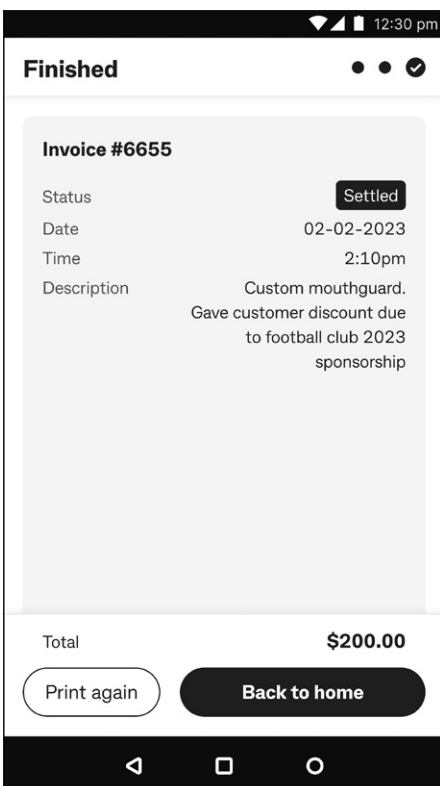 12:30 pm
Finished
Invoice #6655
Status Settled
Date 02-02-2023
Time 2:10pm
Description Custom mouthguard.
Gave customer discount due
to football club 2023
sponsorship
Total $200.00
Print again Back to home